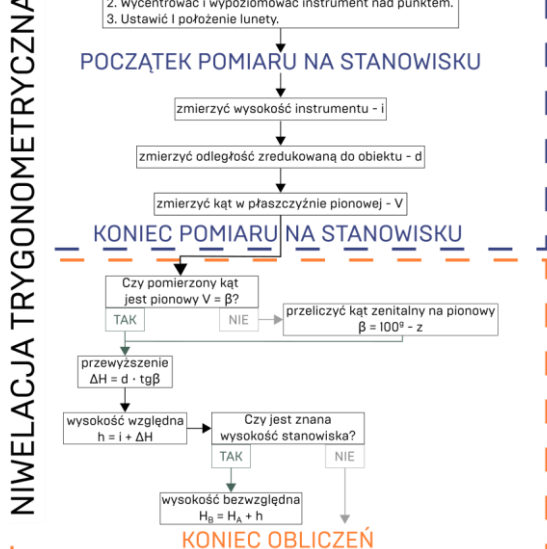 NIWELACJA TRYGONOMETRYCZNA
2. Wycentrować i wypoziomować instrument nad punktem.
3. Ustawić I położenie lunety.
POCZĄTEK POMIARU NA STANOWISKU
zmierzyć wysokość instrumentu - i
zmierzyć odległość zredukowaną do obiektu - d
zmierzyć kąt w płaszczyźnie pionowej - V
KONIEC POMIARU NA STANOWISKU
Czy pomierzony kąt
jest pionowy V = β?
TAK
NIE
przeliczyć kąt zenitalny na pionowy
β = 100ᵍ - z
przewyższenie
ΔH = d · tgβ
wysokość względna
h = i + ΔH
Czy jest znana
wysokość stanowiska?
TAK
NIE
wysokość bezwzględna
H_B = H_A + h
KONIEC OBLICZEŃ